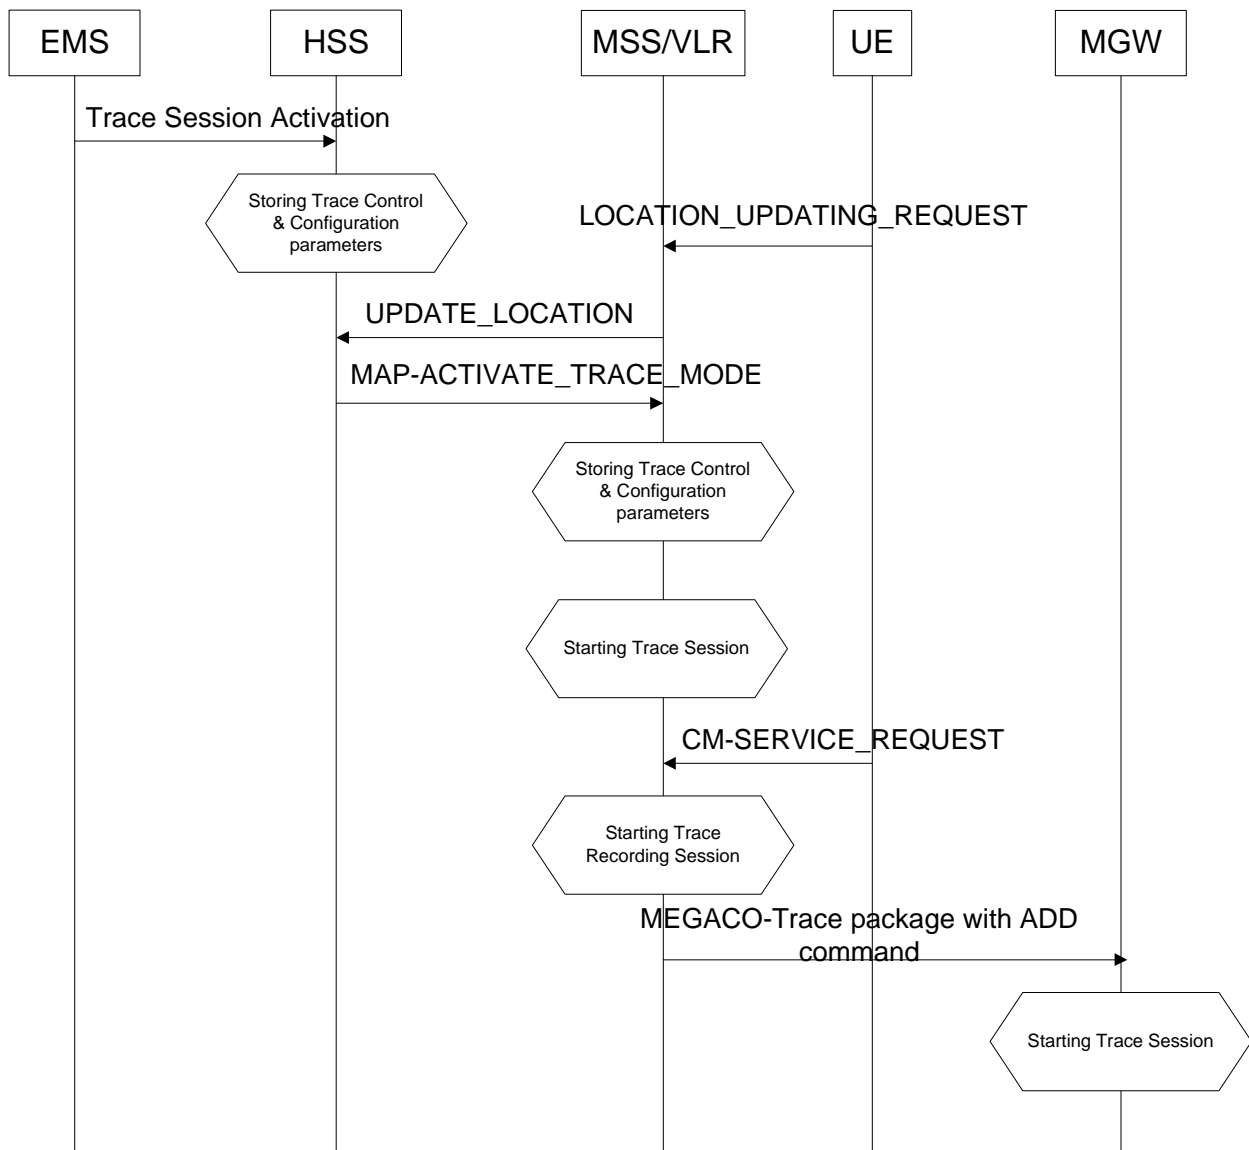 EMS
HSS
MSS/VLR
UE
MGW
Trace Session Activation
Storing Trace Control
& Configuration
parameters
LOCATION_UPDATING_REQUEST
UPDATE_LOCATION
MAP-ACTIVATE_TRACE_MODE
Storing Trace Control
& Configuration
parameters
Starting Trace Session
CM-SERVICE_REQUEST
Starting Trace
Recording Session
MEGACO-Trace package with ADD
command
Starting Trace Session